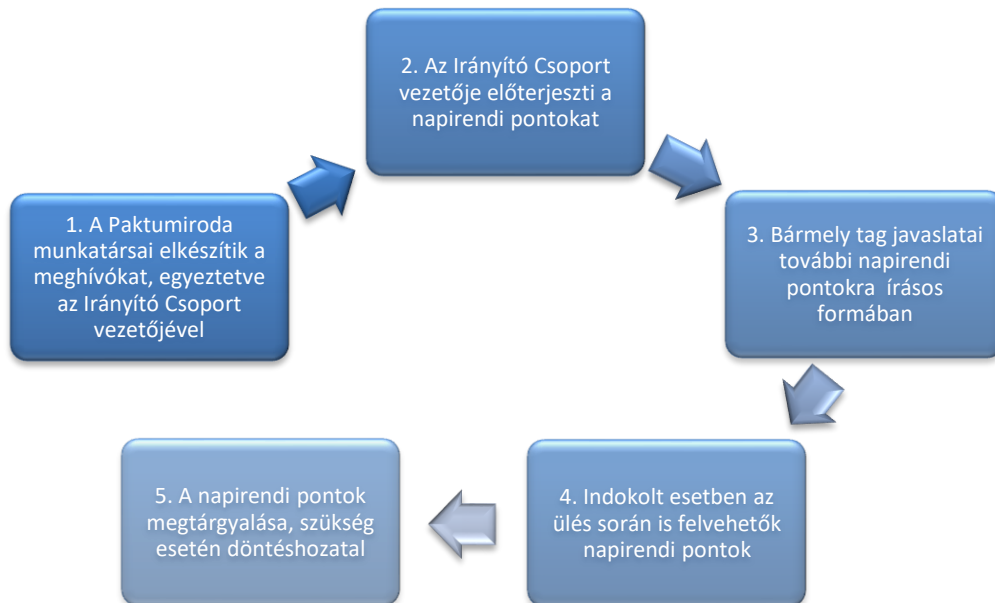 1. A Paktumiroda
munkatársai elkészítik a
meghívókat, egyeztetve
az Irányító Csoport
vezetőjével
2. Az Irányító Csoport
vezetője előterjeszti a
napirendi pontokat
3. Bármely tag javaslatai
további napirendi
pontokra írásos
formában
4. Indokolt esetben az
ülés során is felvehetők
napirendi pontok
5. A napirendi pontok
megtárgyalása, szükség
esetén döntéshozatal